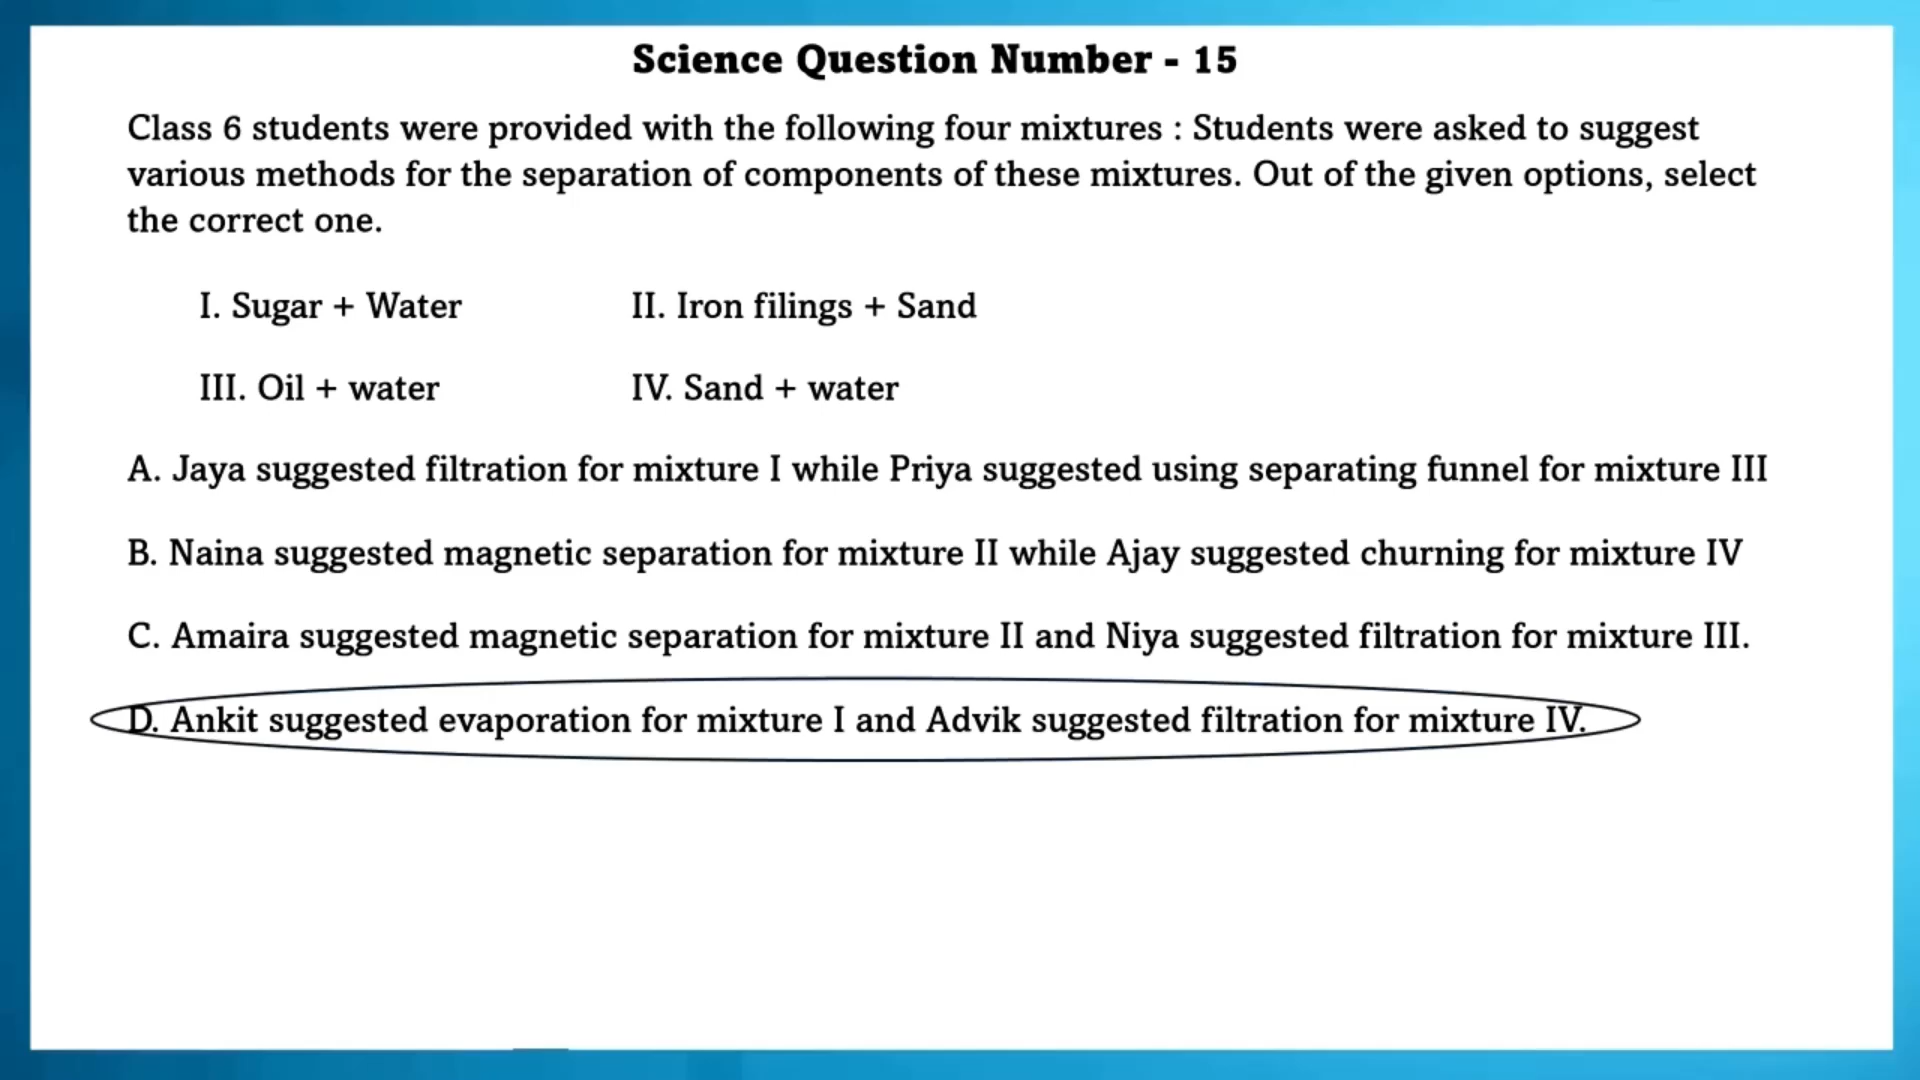 Science Question Number - 15
Class 6 students were provided with the following four mixtures : Students were asked to suggest
various methods for the separation of components of these mixtures. Out of the given options, select
the correct one.
I. Sugar + Water II. Iron filings + Sand
III. Oil + water IV. Sand + water
A. Jaya suggested filtration for mixture I while Priya suggested using separating funnel for mixture III
B. Naina suggested magnetic separation for mixture II while Ajay suggested churning for mixture IV
C. Amaira suggested magnetic separation for mixture II and Niya suggested filtration for mixture III.
D. Ankit suggested evaporation for mixture I and Advik suggested filtration for mixture IV.